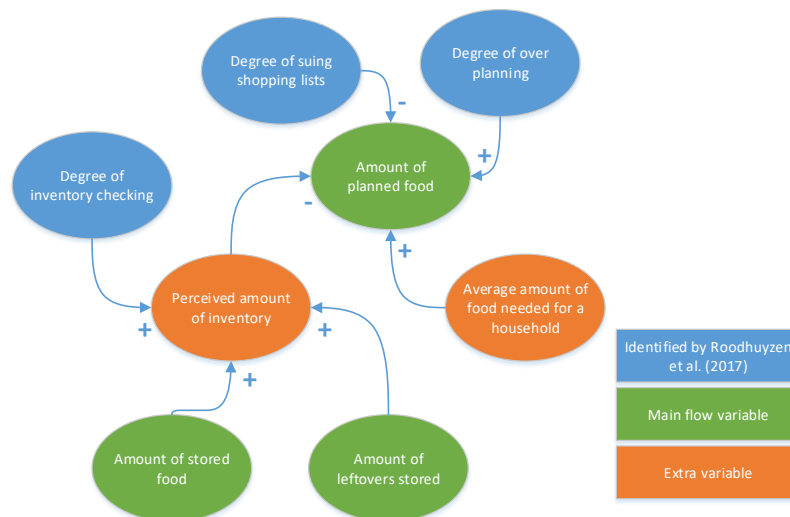 Degree of suing
shopping lists
Degree of over
planning
-
+
Degree of
inventory checking
Amount of
planned food
-
+
Perceived amount
of inventory
Average amount of
food needed for a
household
+
+
+
Identified by Roodhuyzen
et al. (2017)
Main flow variable
Amount of stored
food
Amount of
leftovers stored
Extra variable